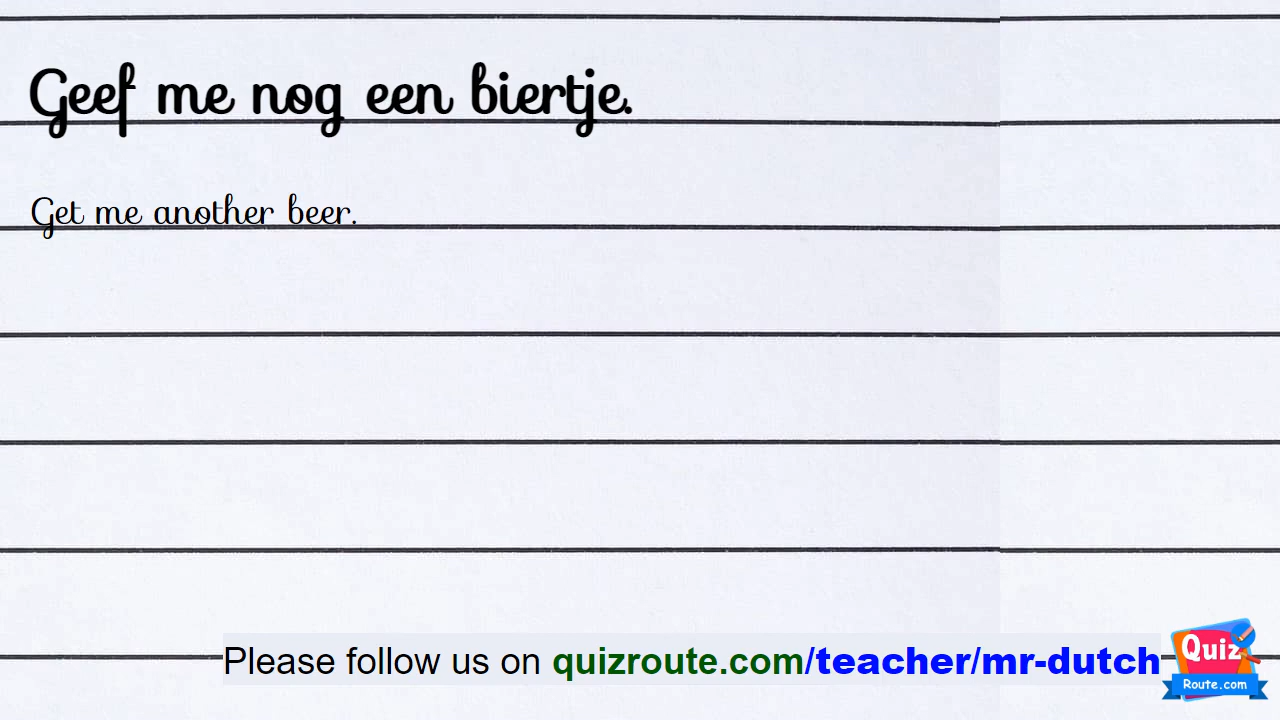 Geef me nog een biertje.
Get me another beer.
Please follow us on quizroute.com/teacher/mr-dutch
Quiz
Route.com